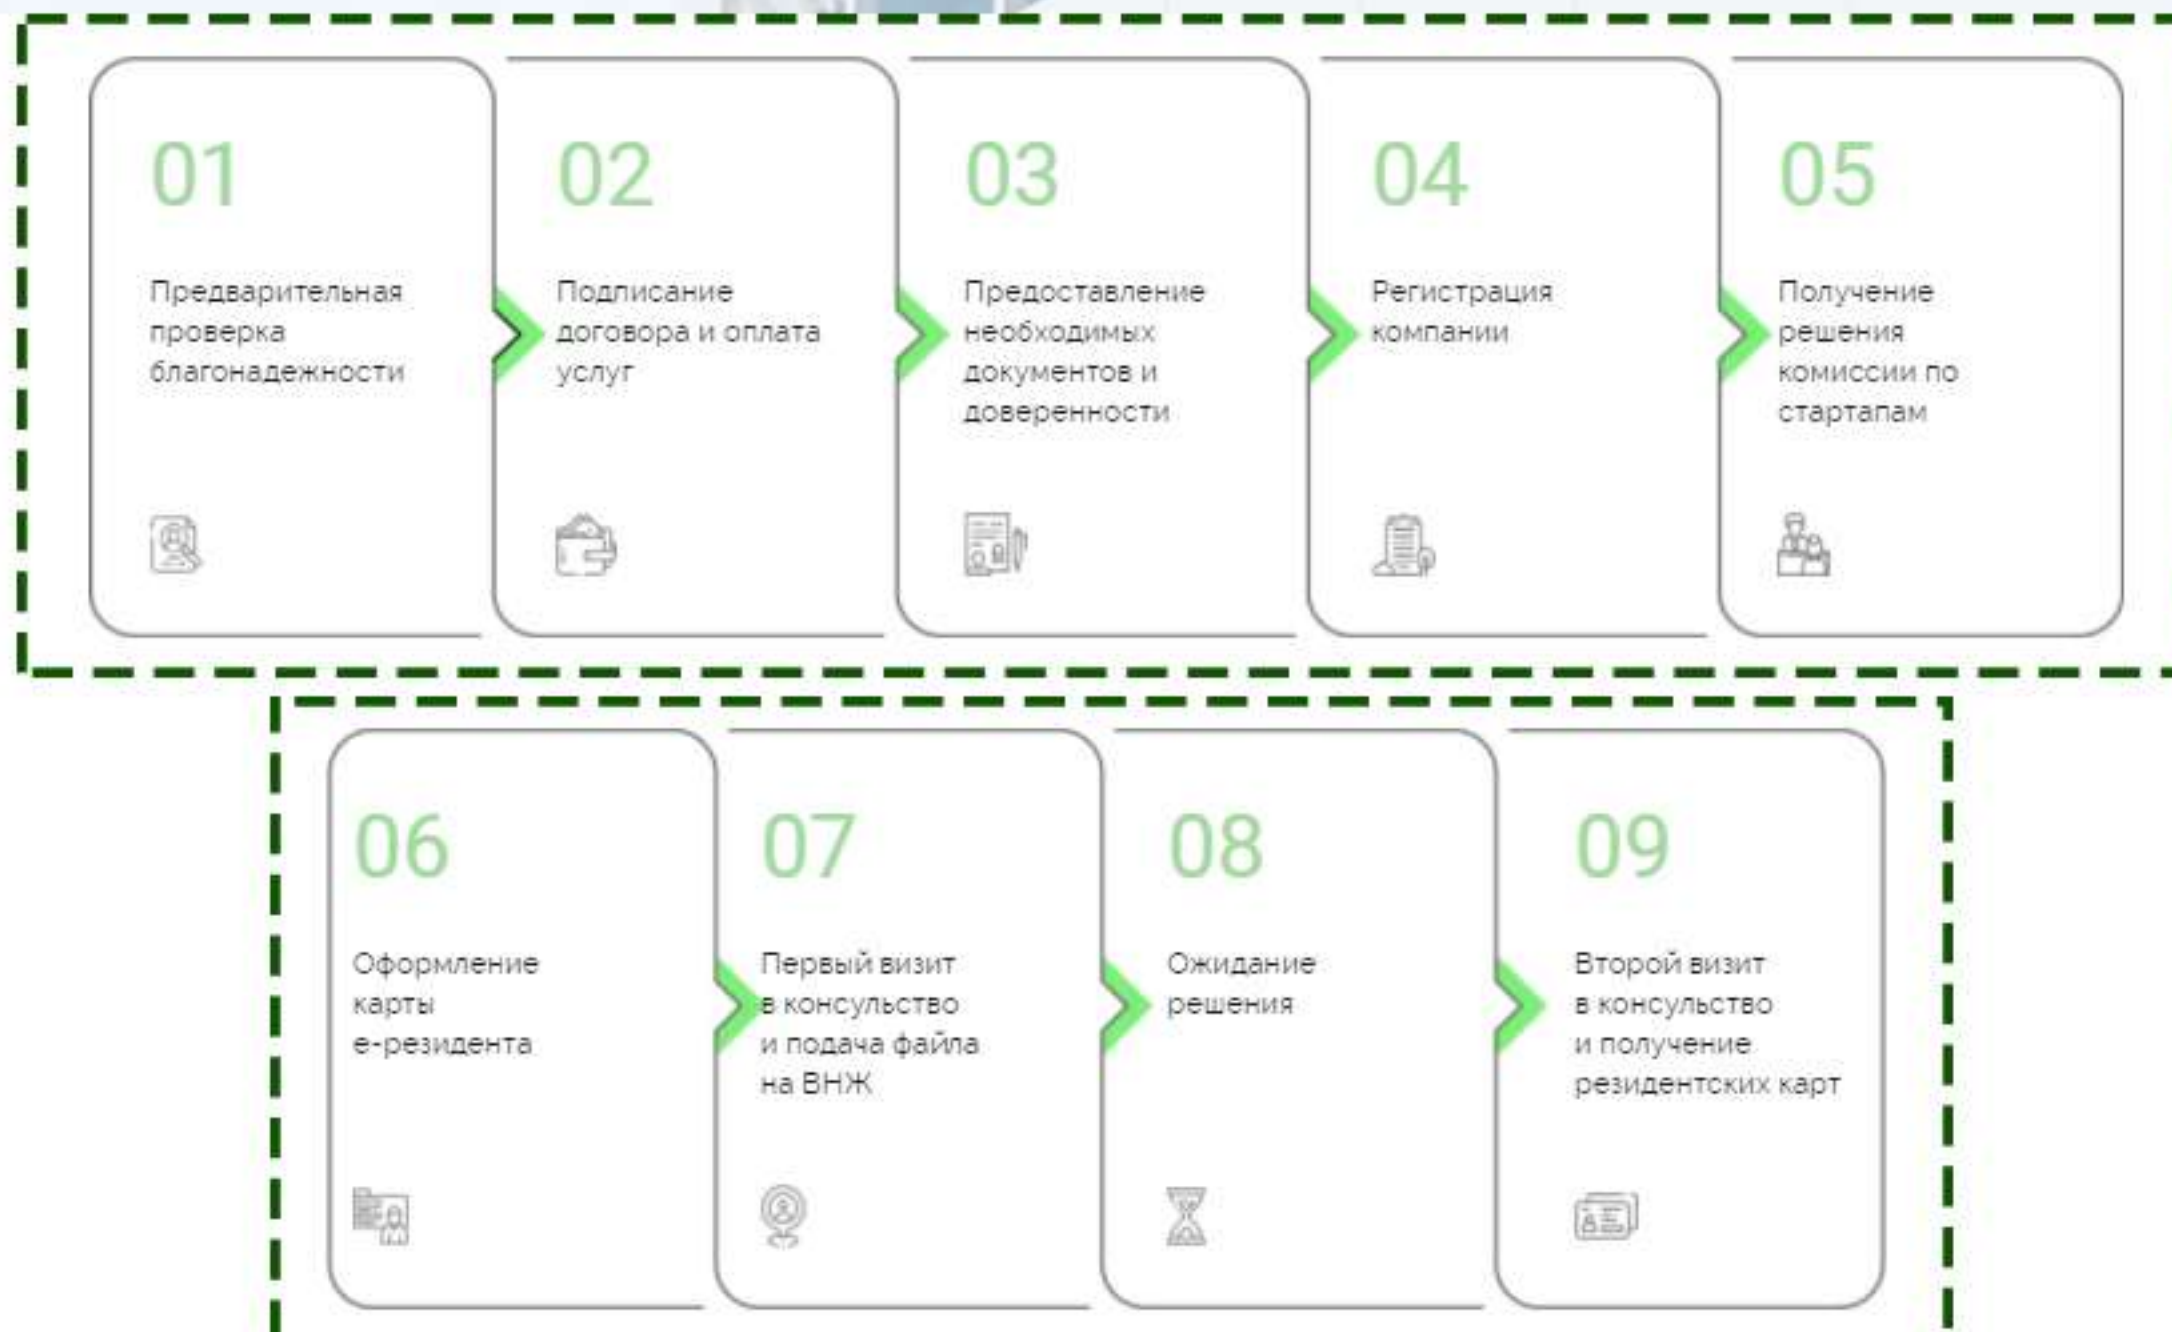 01
Предварительная
проверка
благонадежности
02
Подписание
договора и оплата
услуг
03
Предоставление
необходимых
документов и
доверенности
04
Регистрация
компании
05
Получение
решения
комиссии по
стартапам
06
Оформление
карты
е-резидента
07
Первый визит
в консульство
и подача файла
на ВНЖ
08
Ожидание
решения
09
Второй визит
в консульство
и получение
резидентских карт